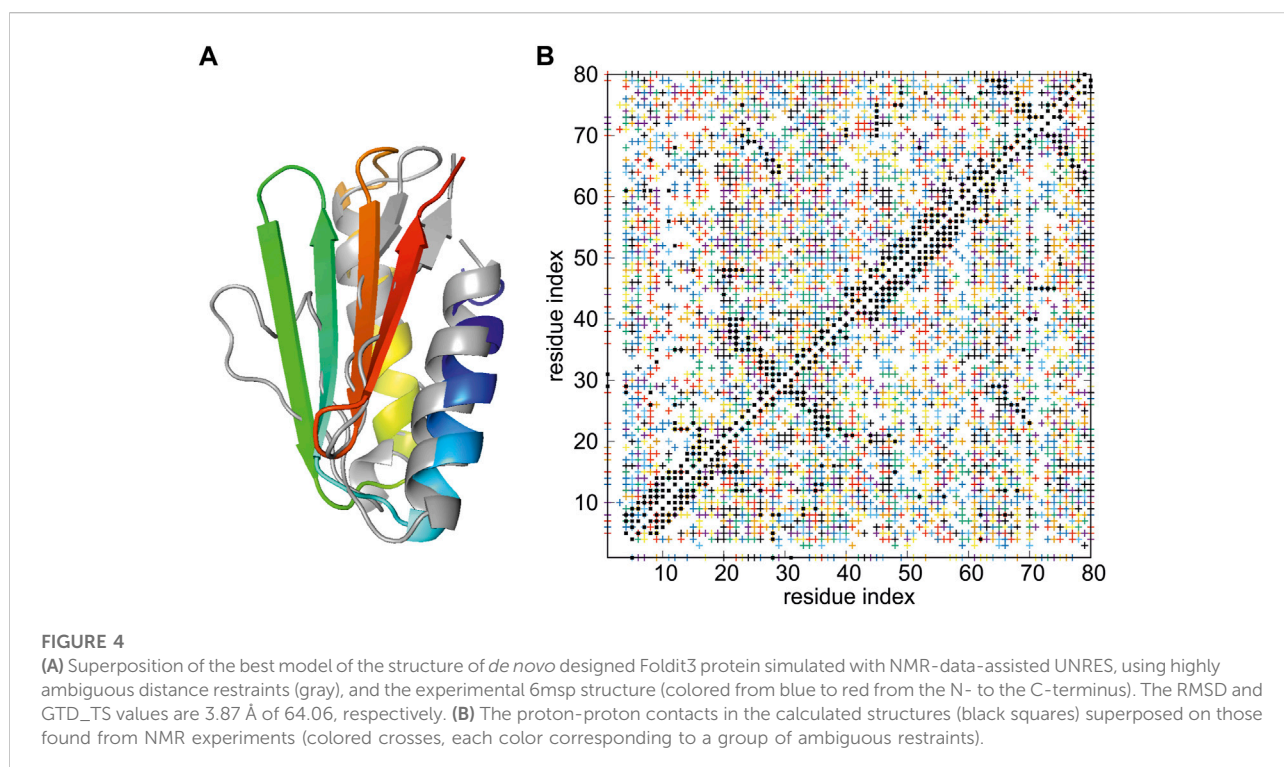 A
B
80
70
60
50
40
30
20
10
residue index
10 20 30 40 50 60 70 80
residue index
FIGURE 4
(A) Superposition of the best model of the structure of de novo designed Foldit3 protein simulated with NMR-data-assisted UNRES, using highly
ambiguous distance restraints (gray), and the experimental 6msp structure (colored from blue to red from the N- to the C-terminus). The RMSD and
GTD_TS values are 3.87 Å of 64.06, respectively. (B) The proton-proton contacts in the calculated structures (black squares) superposed on those
found from NMR experiments (colored crosses, each color corresponding to a group of ambiguous restraints).